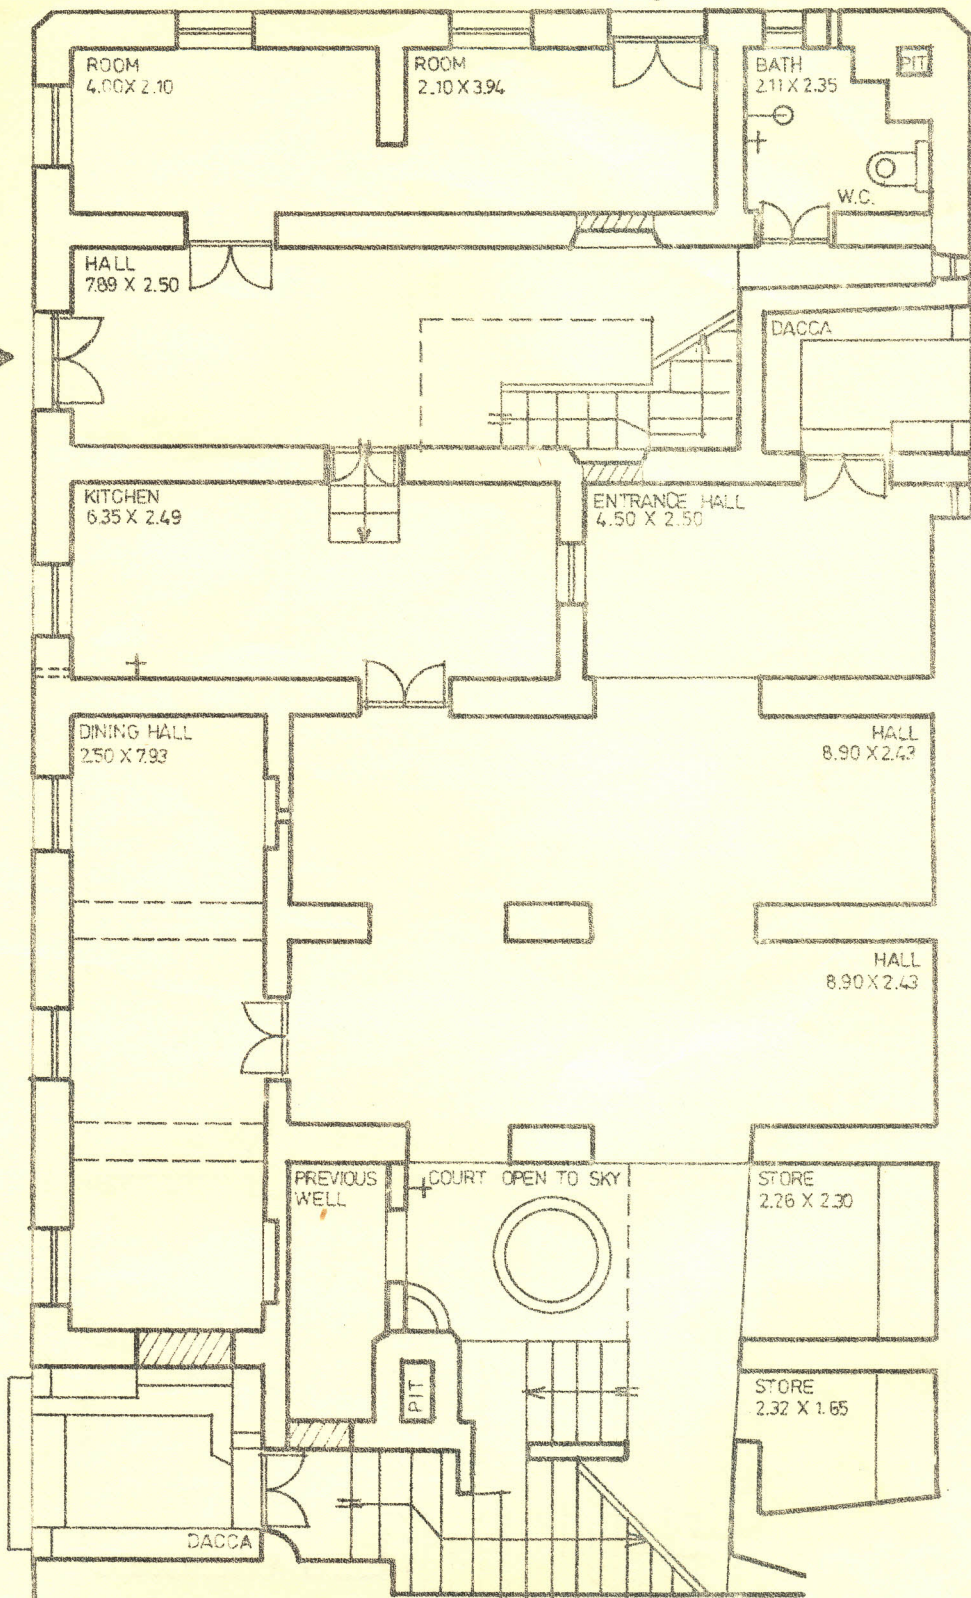 ROOM
4.00 X 2.10
ROOM
2.10 X 3.94
BATH
2.11 X 2.35
PIT
W.C.
HALL
7.89 X 2.50
DACCA
KITCHEN
6.35 X 2.49
ENTRANCE HALL
4.50 X 2.50
DINING HALL
2.50 X 7.93
HALL
8.90 X 2.43
HALL
8.90 X 2.43
PREVIOUS
WELL
COURT OPEN TO SKY
STORE
2.26 X 2.30
PIT
STORE
2.32 X 1.65
DACCA